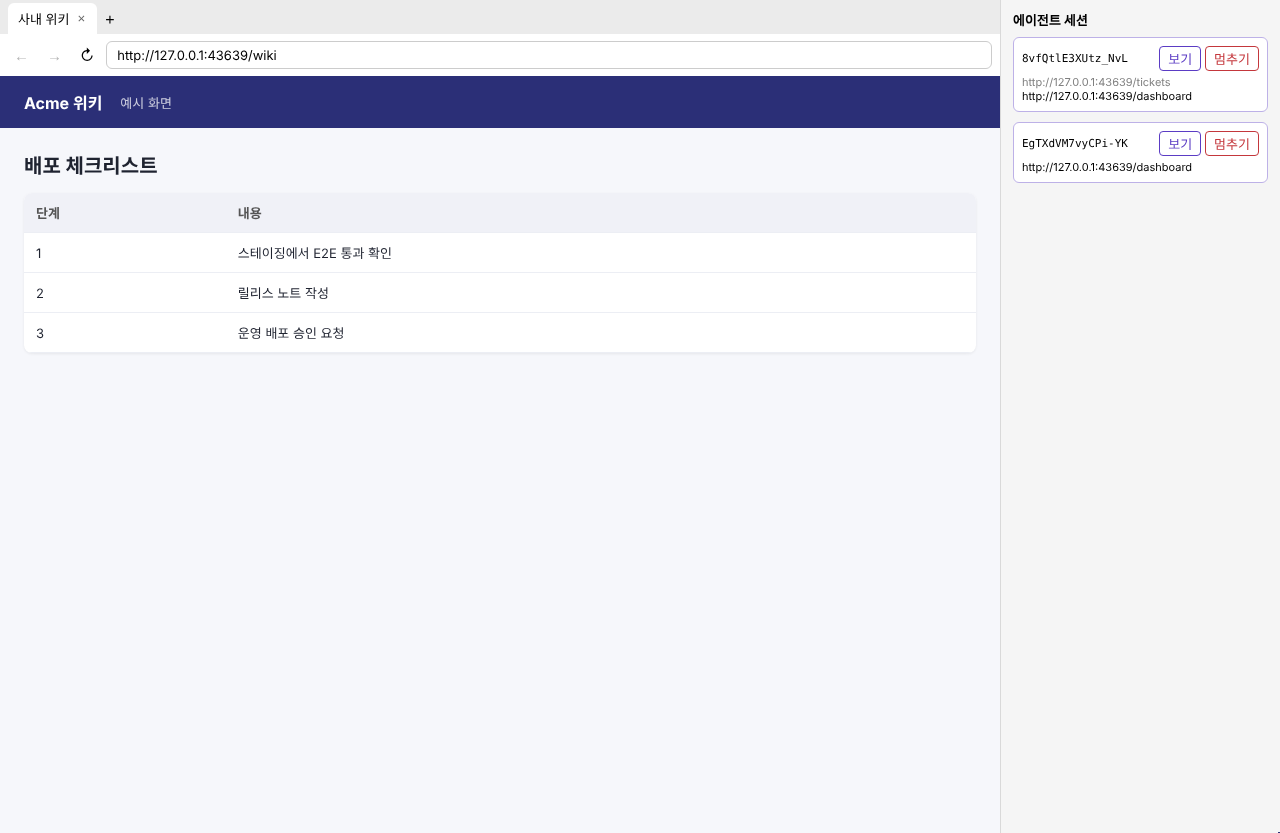 사내 위키 × +
← → http://127.0.0.1:43639/wiki
Acme 위키 예시 화면
배포 체크리스트
단계 내용
1 스테이징에서 E2E 통과 확인
2 릴리스 노트 작성
3 운영 배포 승인 요청
에이전트 세션
8vfQtlE3XUtz_NvL 보기 멈추기
http://127.0.0.1:43639/tickets
http://127.0.0.1:43639/dashboard
EgTXdVM7vyCPi-YK 보기 멈추기
http://127.0.0.1:43639/dashboard